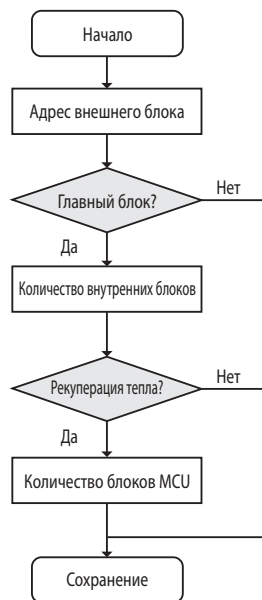 Начало
Адрес внешнего блока
Главный блок?
Нет
Да
Количество внутренних блоков
Рекуперация тепла?
Нет
Да
Количество блоков MCU
Сохранение